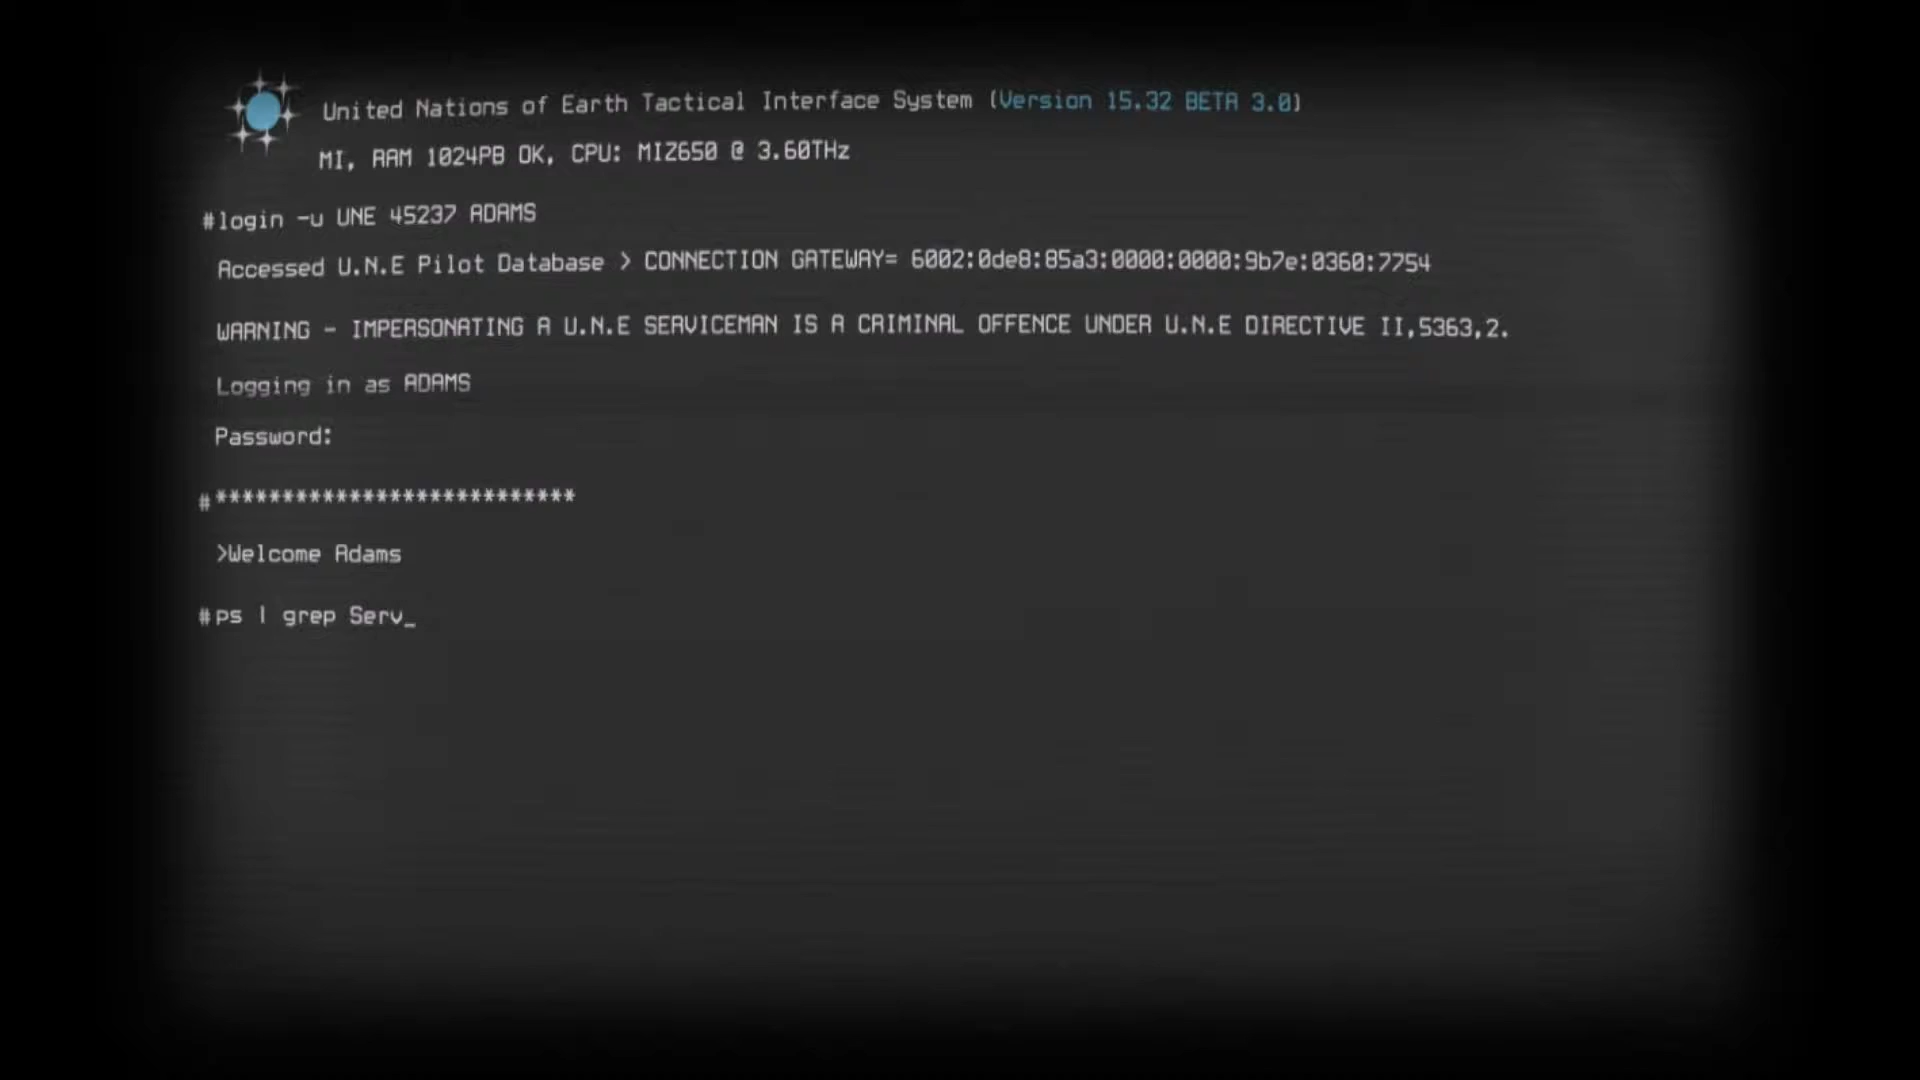 United Nations of Earth Tactical Interface System (Version 15.32 BETA 3.0)
MI, RAM 1024PB OK, CPU: MIZ650 @ 3.60THz
#login -u UNE 45237 ADAMS
Accessed U.N.E Pilot Database > CONNECTION GATEWAY= 6002:0de8:85a3:0000:0000:9b7e:0360:7754
WARNING - IMPERSONATING A U.N.E SERVICEMAN IS A CRIMINAL OFFENCE UNDER U.N.E DIRECTIVE II,5363,2.
Logging in as ADAMS
Password:
#***************************
>Welcome Adams
#ps | grep Serv_